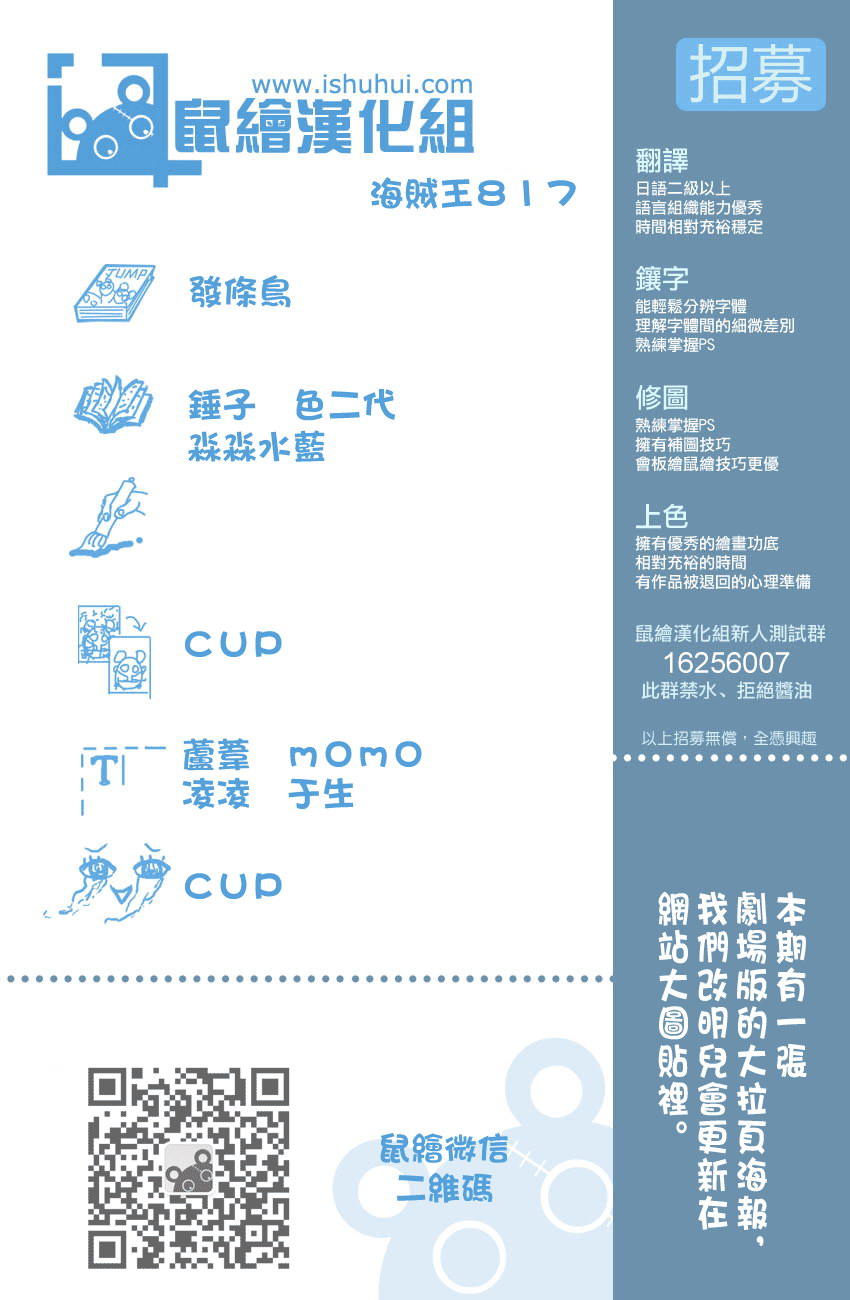 www.ishuhui.com
鼠繪漢化組
海賊王817
JUMP
發條鳥
錘子　色二代
淼淼水藍
cup
T
蘆葦　momo
凌凌　于生
cup
鼠繪微信
二維碼
招募
翻譯
日語二級以上
語言組織能力優秀
時間相對充裕穩定
鑲字
能輕鬆分辨字體
理解字體間的細微差別
熟練掌握PS
修圖
熟練掌握PS
擁有補圖技巧
會板繪鼠繪技巧更優
上色
擁有優秀的繪畫功底
相對充裕的時間
有作品被退回的心理準備
鼠繪漢化組新人測試群
16256007
此群禁水、拒絕醬油
以上招募無償，全憑興趣
本期有一張
劇場版的大拉頁海報，
我們改明兒會更新在
網站大圖貼裡。